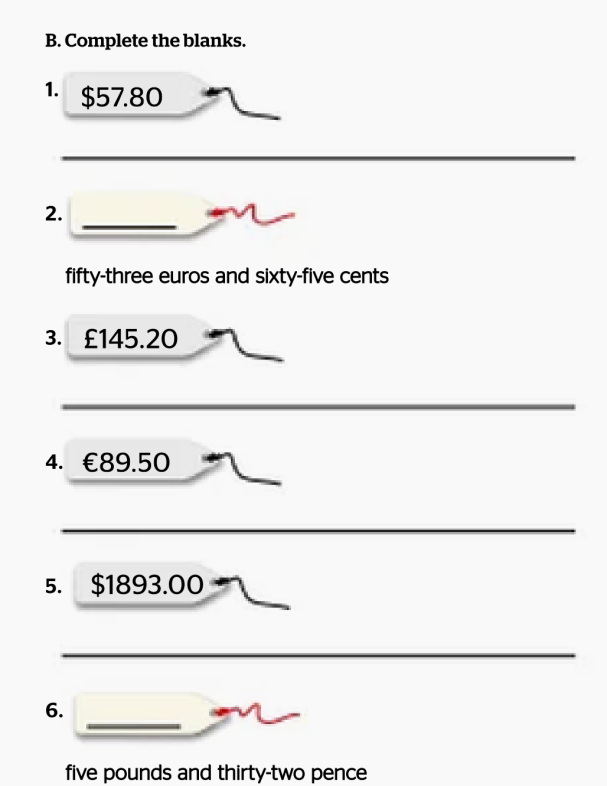 B. Complete the blanks.
1. $57.80
2.
fifty-three euros and sixty-five cents
3. £145.20
4. €89.50
5. $1893.00
6.
five pounds and thirty-two pence